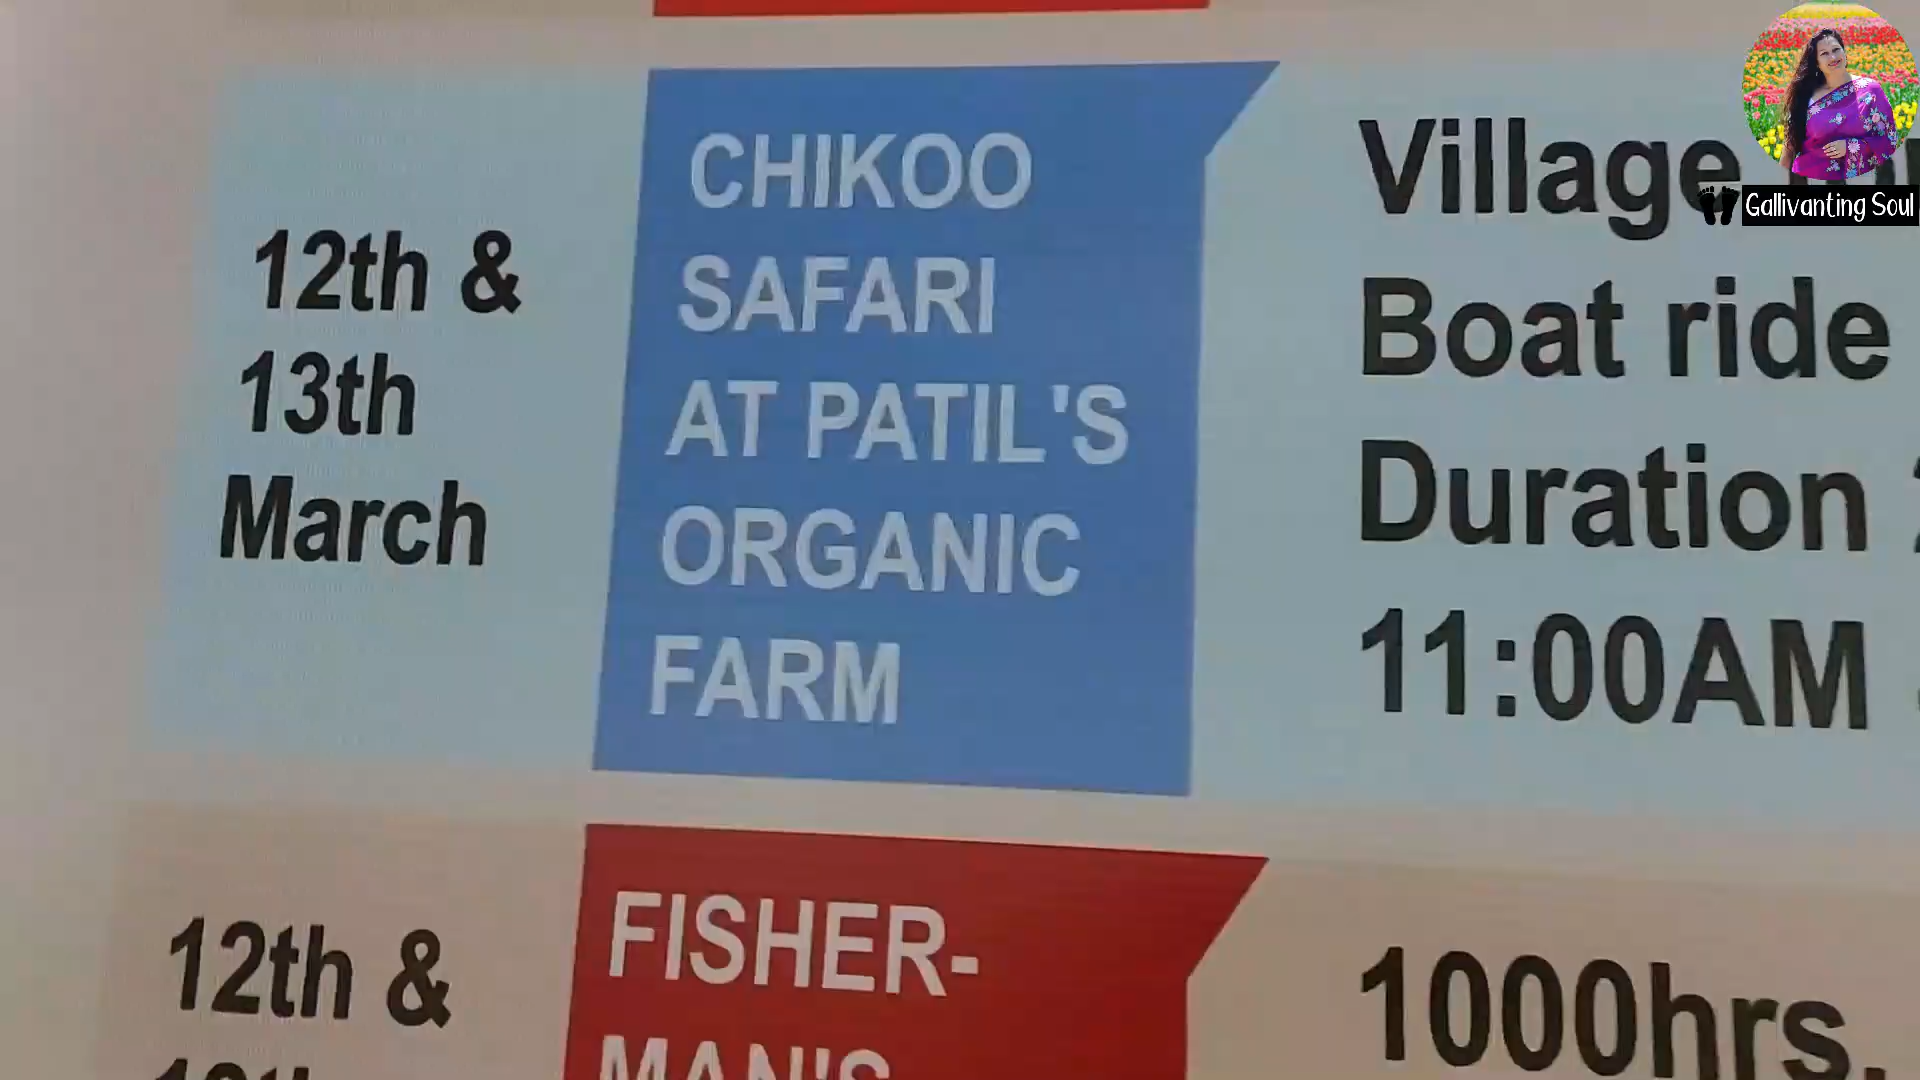 12th &
13th
March
CHIKOO
SAFARI
AT PATIL'S
ORGANIC
FARM
Village
Boat ride
Duration
11:00AM
Gallivanting Soul
12th &
FISHER-
MAN'S
1000hrs.